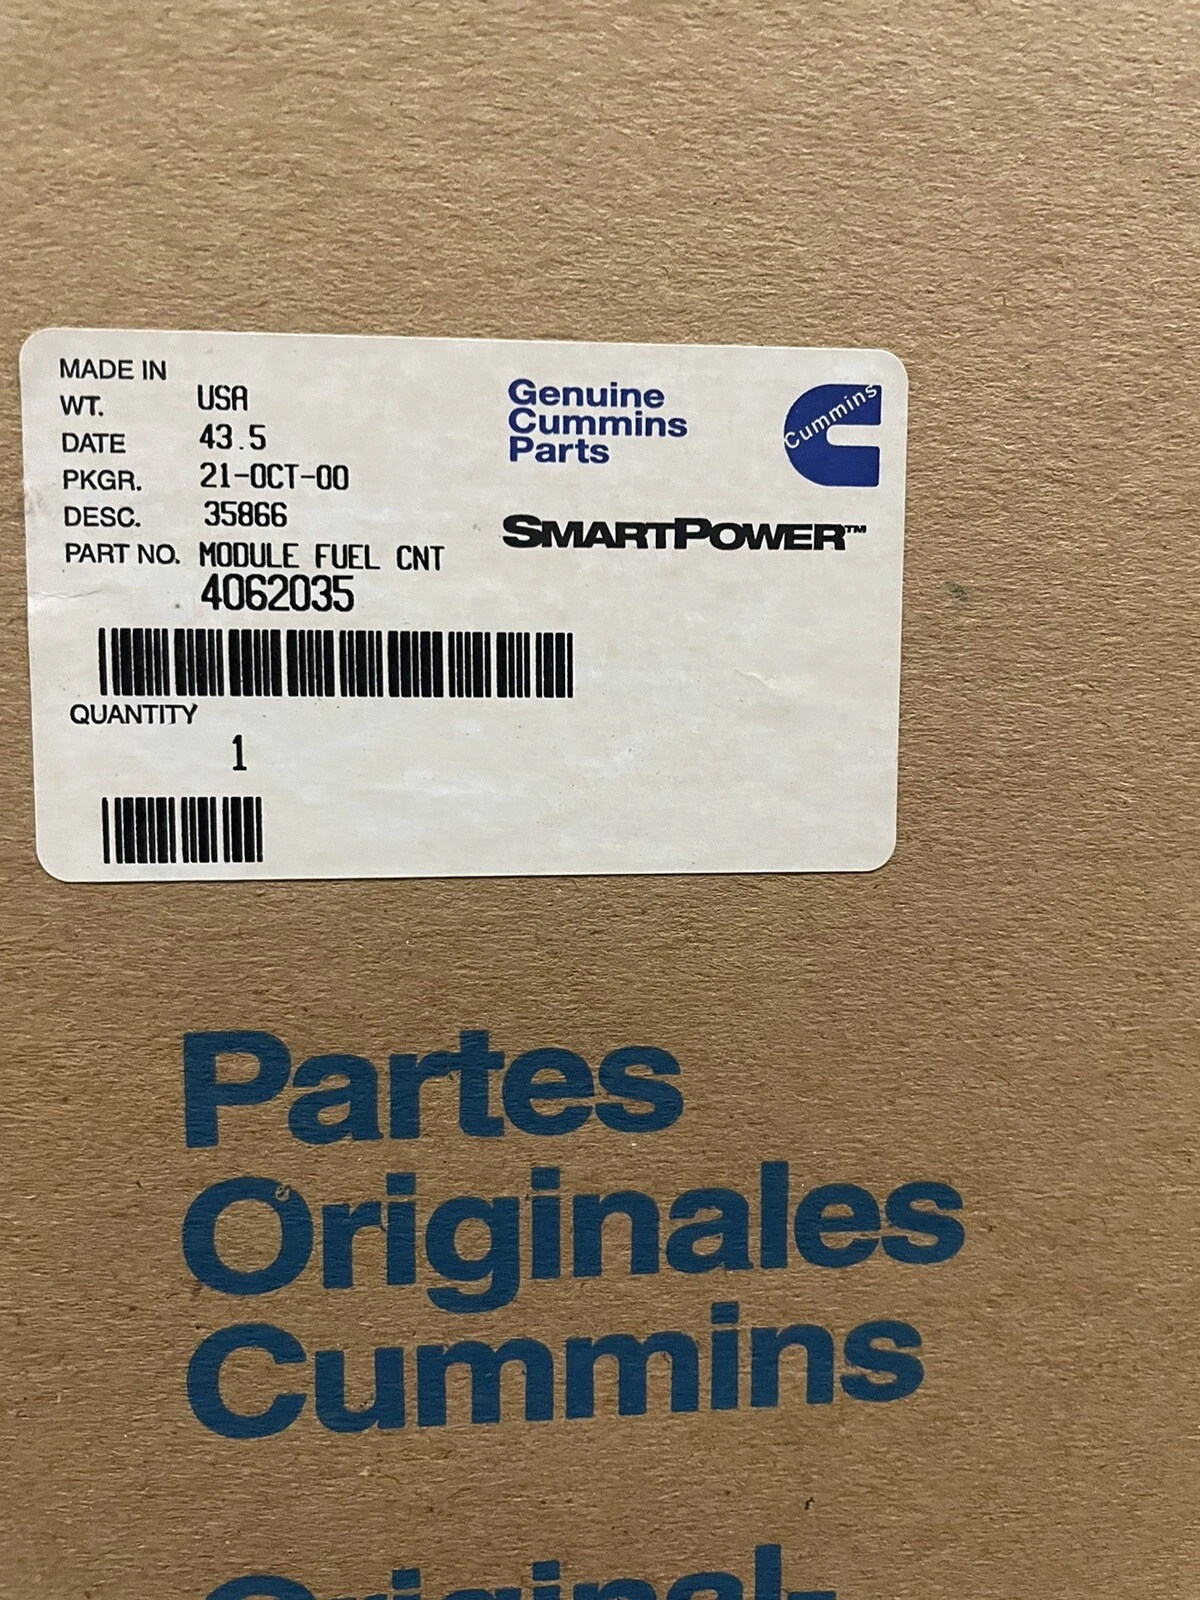 MADE IN USA
WT. 43.5
DATE 21-OCT-00
PKGR. 35866
DESC. MODULE FUEL CNT
PART NO. 4062035
QUANTITY
1
Genuine
Cummins
Parts
Cummins
SMARTPOWER™
Partes
Originales
Cummins
Original-